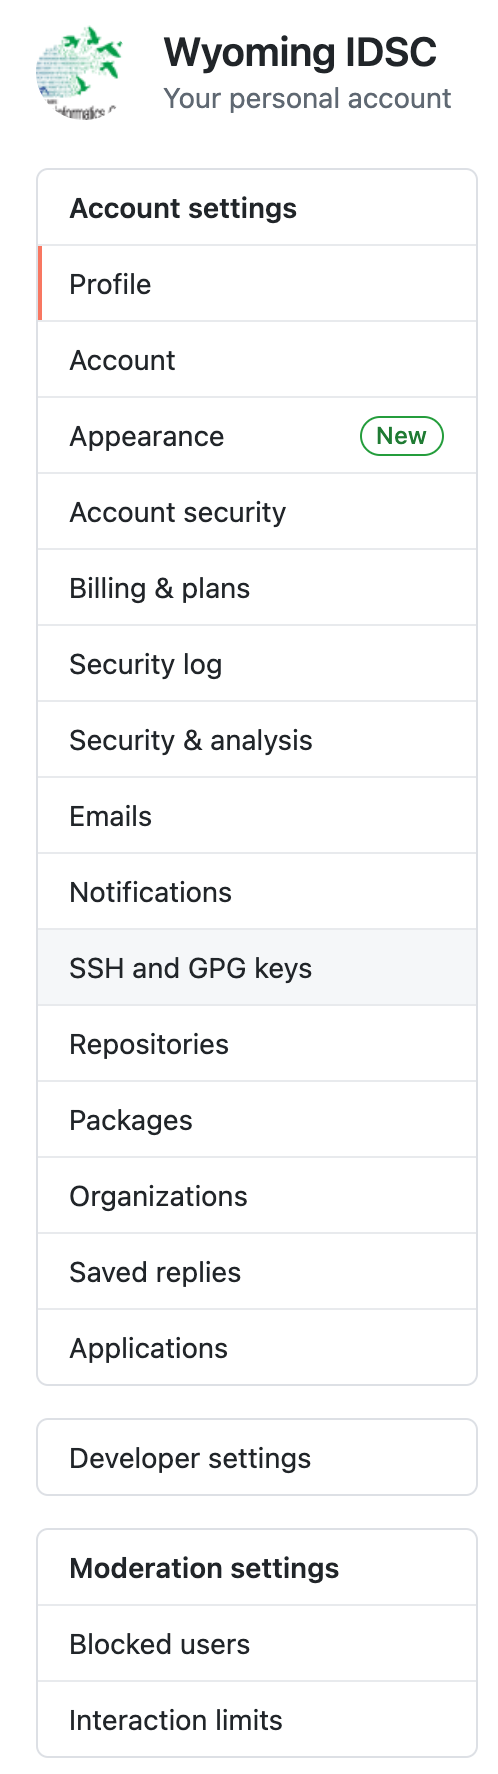 Wyoming IDSC
Your personal account
Account settings
Profile
Account
Appearance New
Account security
Billing & plans
Security log
Security & analysis
Emails
Notifications
SSH and GPG keys
Repositories
Packages
Organizations
Saved replies
Applications
Developer settings
Moderation settings
Blocked users
Interaction limits